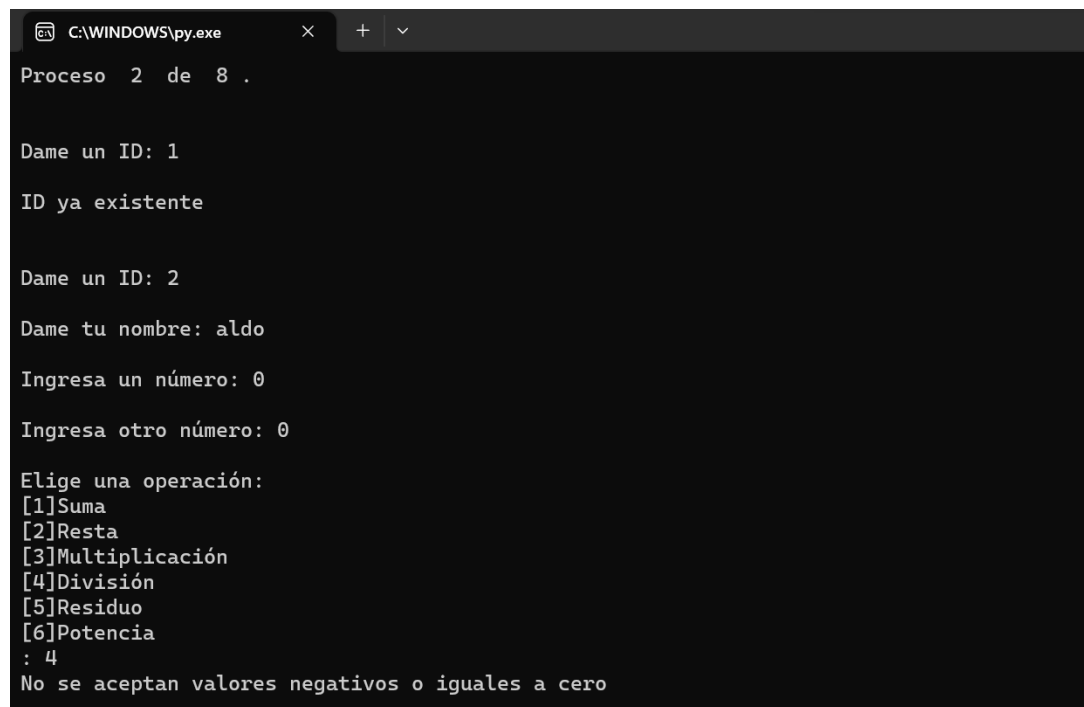 C:\WINDOWS\py.exe
Proceso  2  de  8 .
Dame un ID: 1
ID ya existente
Dame un ID: 2
Dame tu nombre: aldo
Ingresa un número: 0
Ingresa otro número: 0
Elige una operación:
[1]Suma
[2]Resta
[3]Multiplicación
[4]División
[5]Residuo
[6]Potencia
: 4
No se aceptan valores negativos o iguales a cero